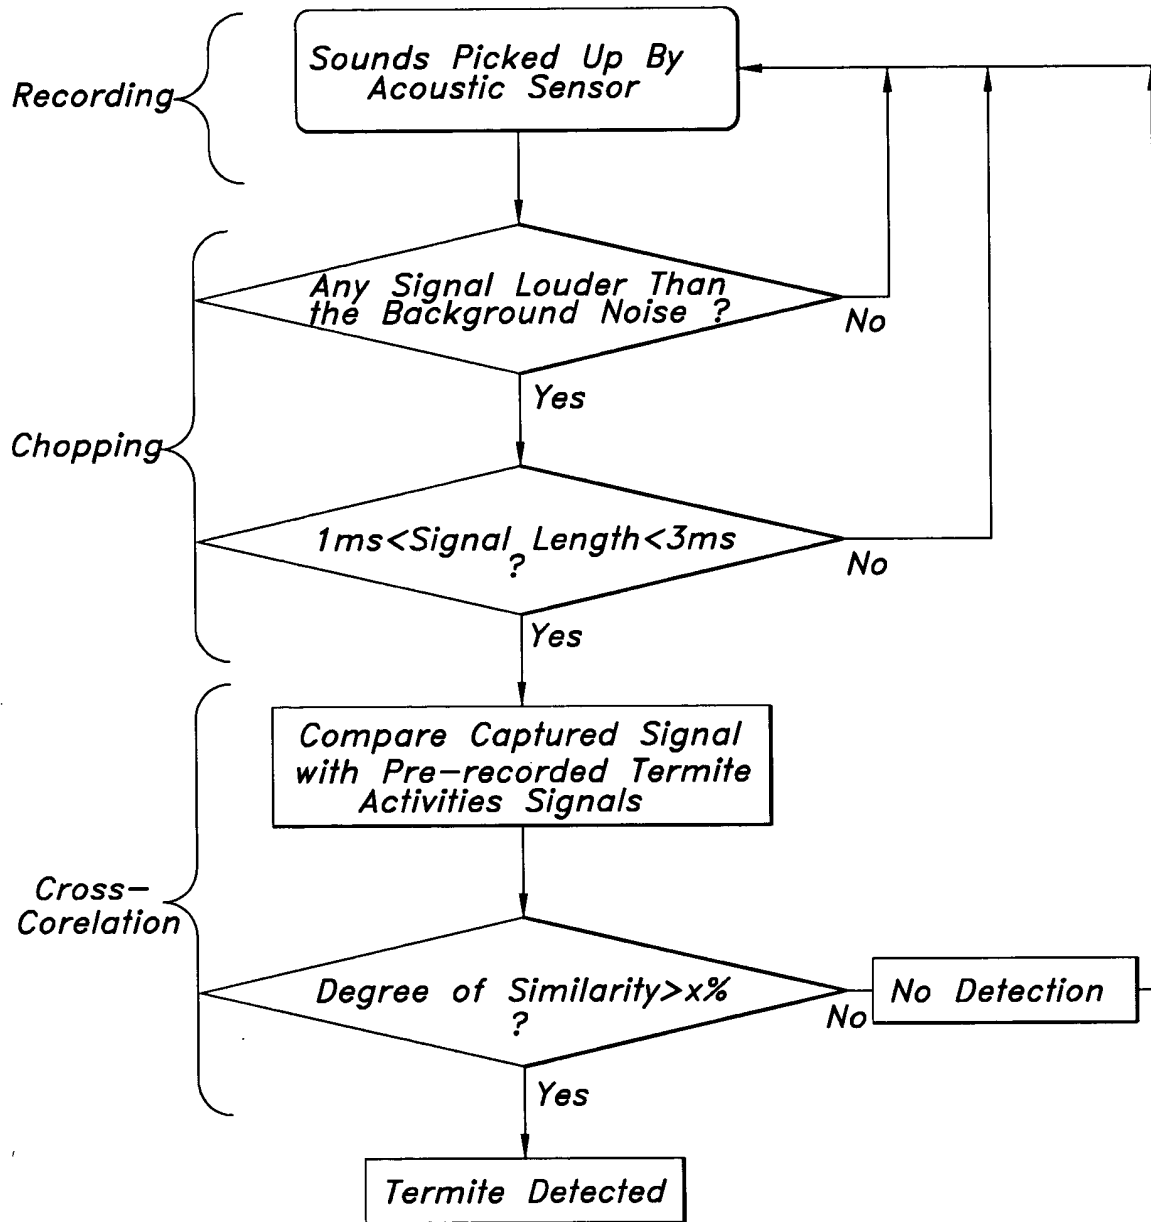 Sounds Picked Up By
Acoustic Sensor
Recording
Any Signal Louder Than
the Background Noise ?
No
Yes
Chopping
1ms<Signal Length<3ms
?
No
Yes
Compare Captured Signal
with Pre-recorded Termite
Activities Signals
Cross-
Corelation
Degree of Similarity>x%
?
No
No Detection
Yes
Termite Detected